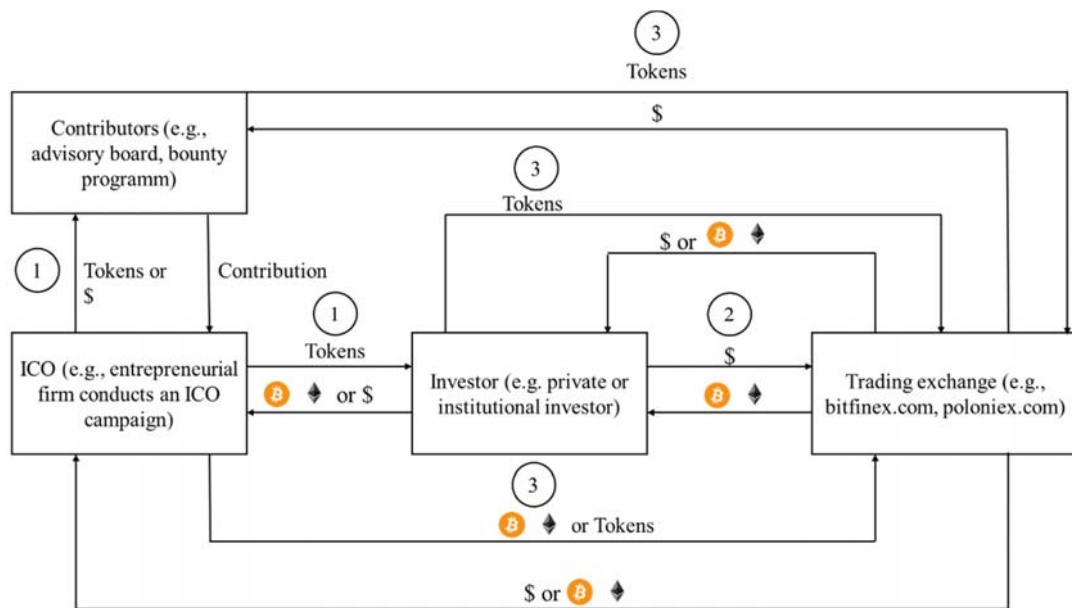 3
Tokens
$
Contributors (e.g.,
advisory board, bounty
programm)
3
Tokens
$ or
1
Tokens or
$
Contribution
1
Tokens
2
$
ICO (e.g., entrepreneurial
firm conducts an ICO
campaign)
or $
Investor (e.g. private or
institutional investor)
Trading exchange (e.g.,
bitfinex.com, poloniex.com)
3
or Tokens
$ or